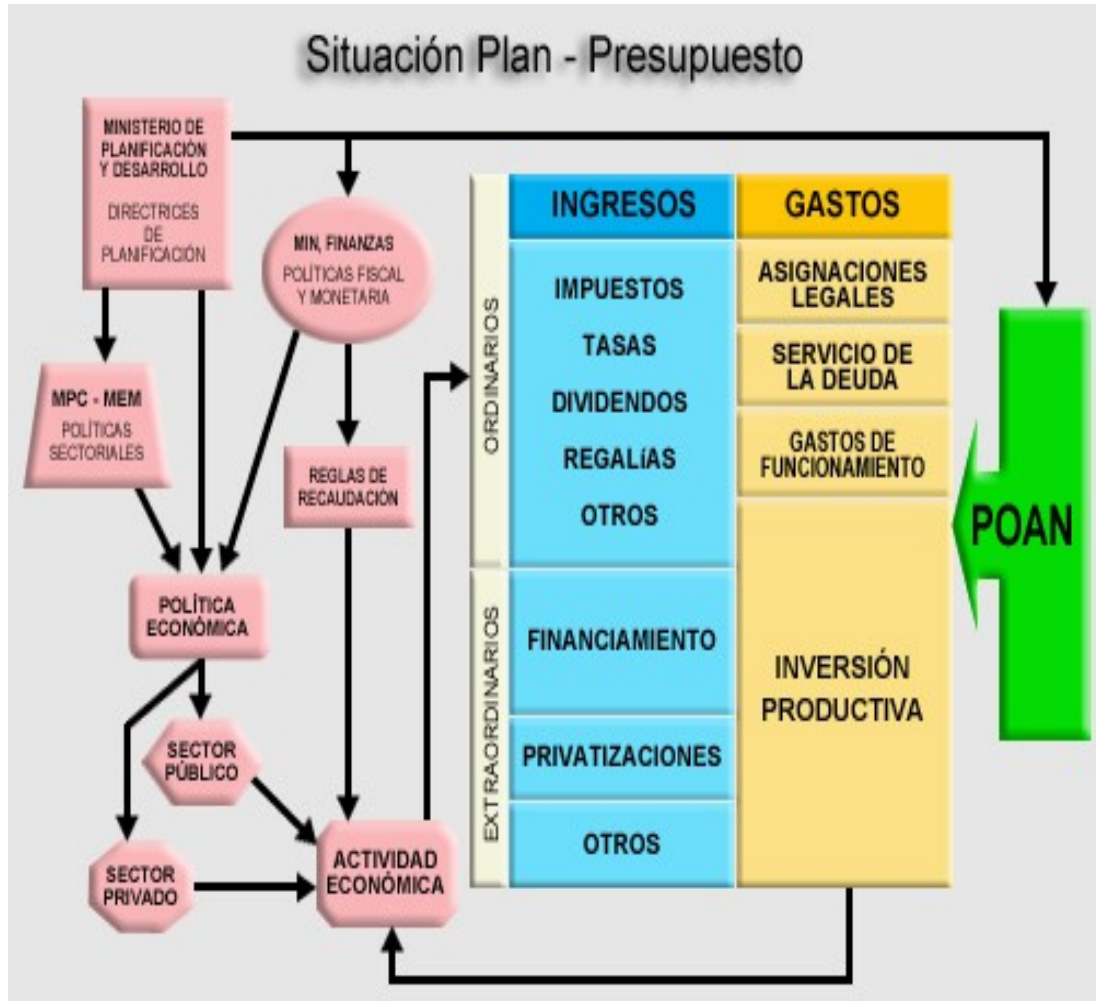 Situación Plan - Presupuesto
MINISTERIO DE
PLANIFICACIÓN
Y DESARROLLO
DIRECTRICES
DE
PLANIFICACIÓN
MIN, FINANZAS
POLÍTICAS FISCAL
Y MONETARIA
MPC - MEM
POLÍTICAS
SECTORIALES
REGLAS DE
RECAUDACIÓN
POLÍTICA
ECONÓMICA
SECTOR
PÚBLICO
SECTOR
PRIVADO
ACTIVIDAD
ECONÓMICA
ORDINARIOS
EXTRAORDINARIOS
INGRESOS
IMPUESTOS
TASAS
DIVIDENDOS
REGALíAS
OTROS
FINANCIAMIENTO
PRIVATIZACIONES
OTROS
GASTOS
ASIGNACIONES
LEGALES
SERVICIO DE
LA DEUDA
GASTOS DE
FUNCIONAMIENTO
INVERSIÓN
PRODUCTIVA
POAN